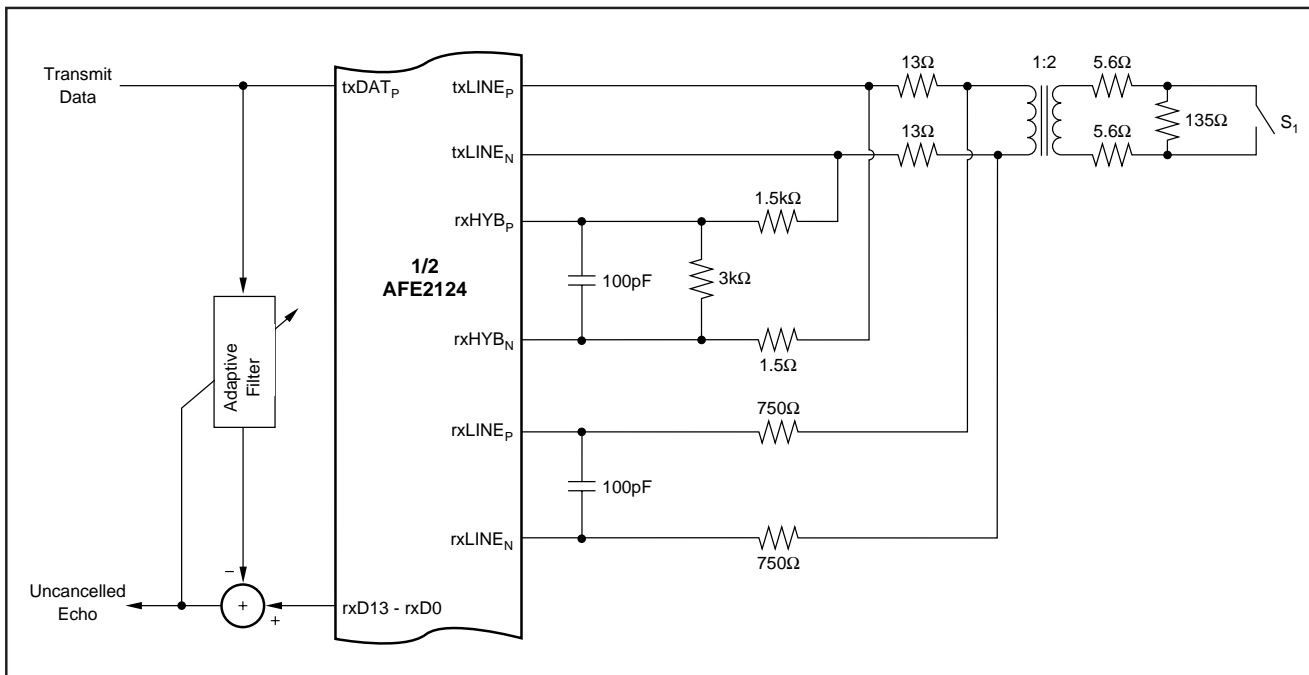 Transmit
Data
txDATP
txLINEP
13Ω
1:2
5.6Ω
135Ω
S1
txLINEN
13Ω
5.6Ω
rxHYBP
1.5kΩ
1/2
AFE2124
100pF
3kΩ
rxHYBN
1.5Ω
Adaptive
Filter
rxLINEP
750Ω
100pF
rxLINEN
750Ω
–
Uncancelled
Echo
+
+
rxD13 - rxD0